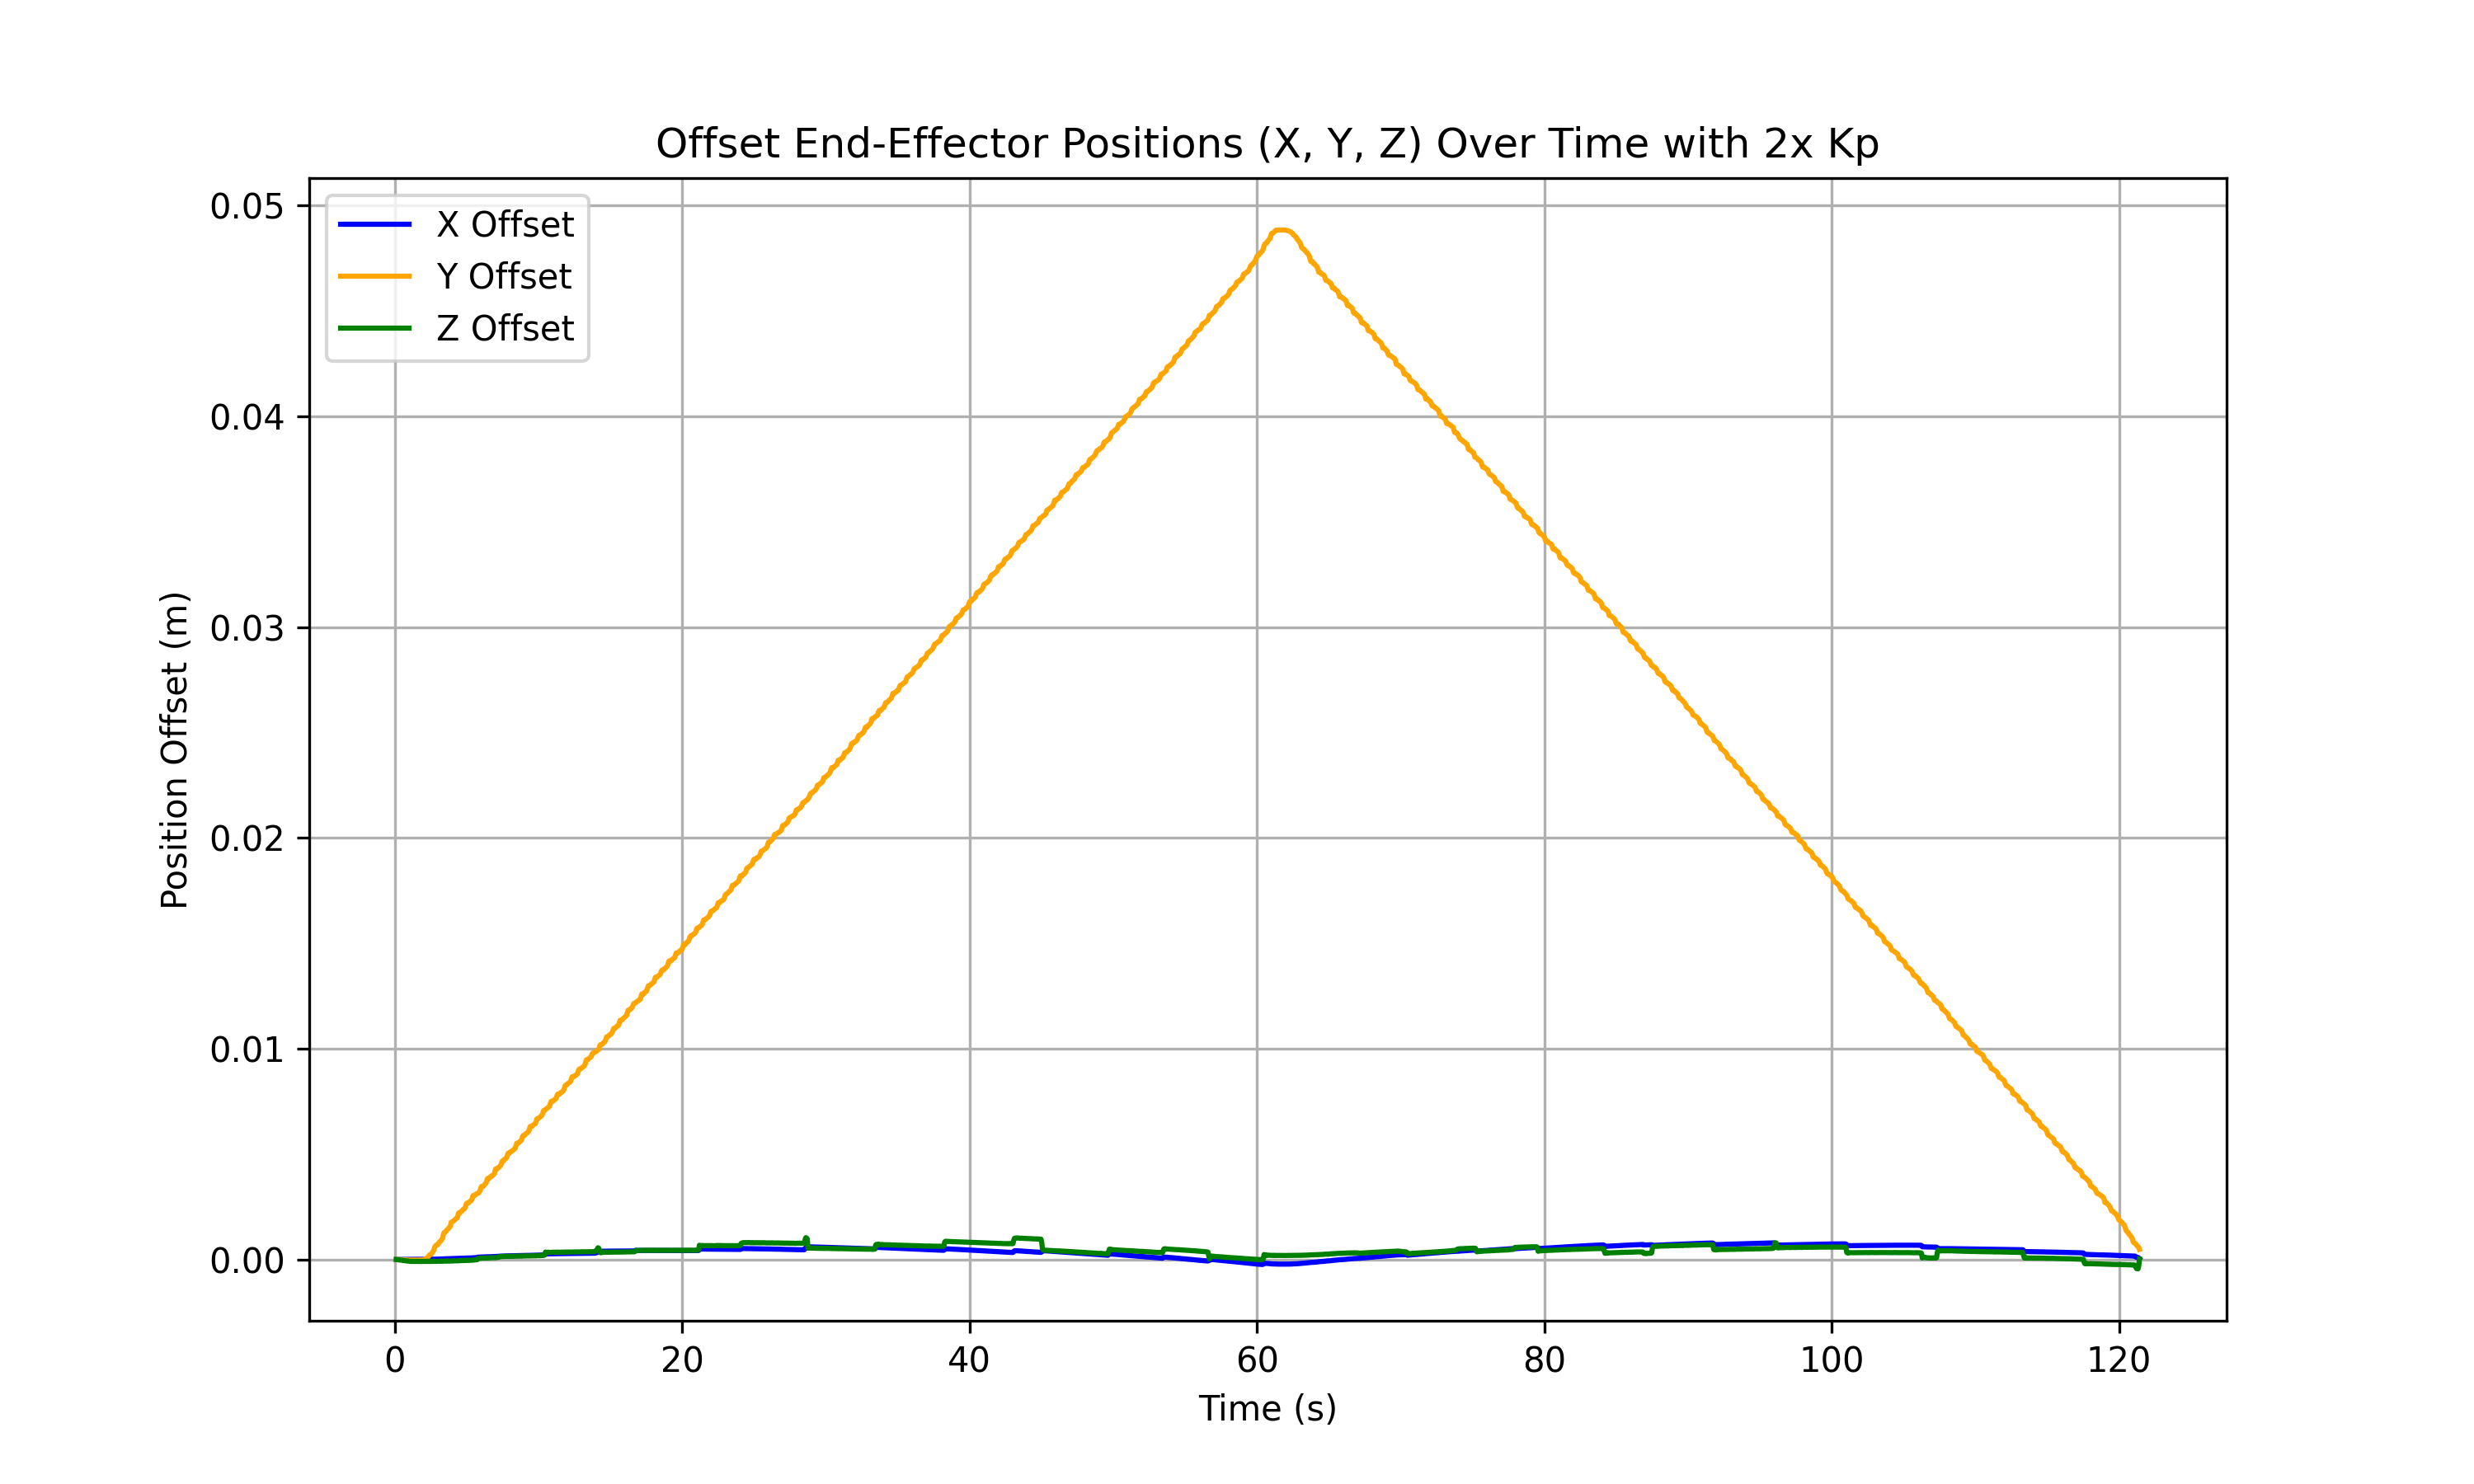 Offset End-Effector Positions (X, Y, Z) Over Time with 2x Kp
X Offset
Y Offset
Z Offset
Position Offset (m)
0.05
0.04
0.03
0.02
0.01
0.00
0 20 40 60 80 100 120
Time (s)